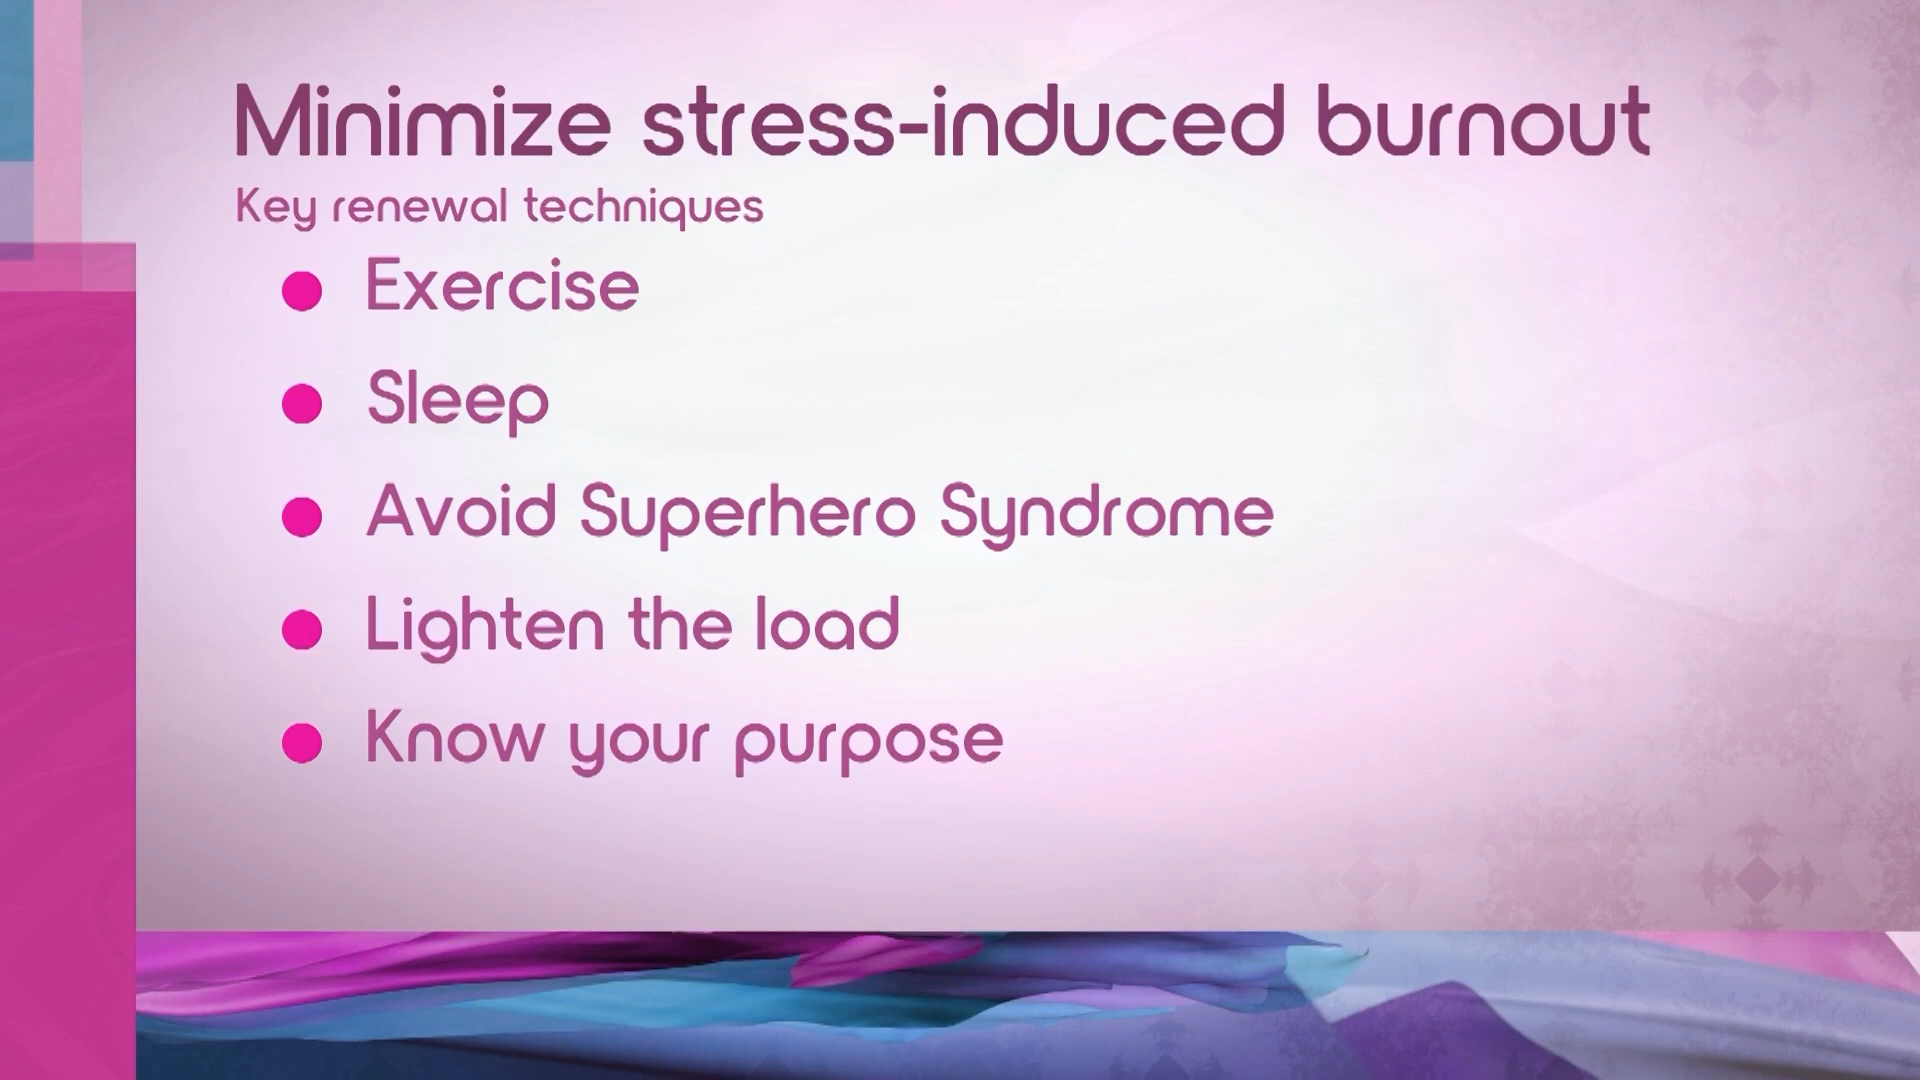 Minimize stress-induced burnout
Key renewal techniques
Exercise
Sleep
Avoid Superhero Syndrome
Lighten the load
Know your purpose